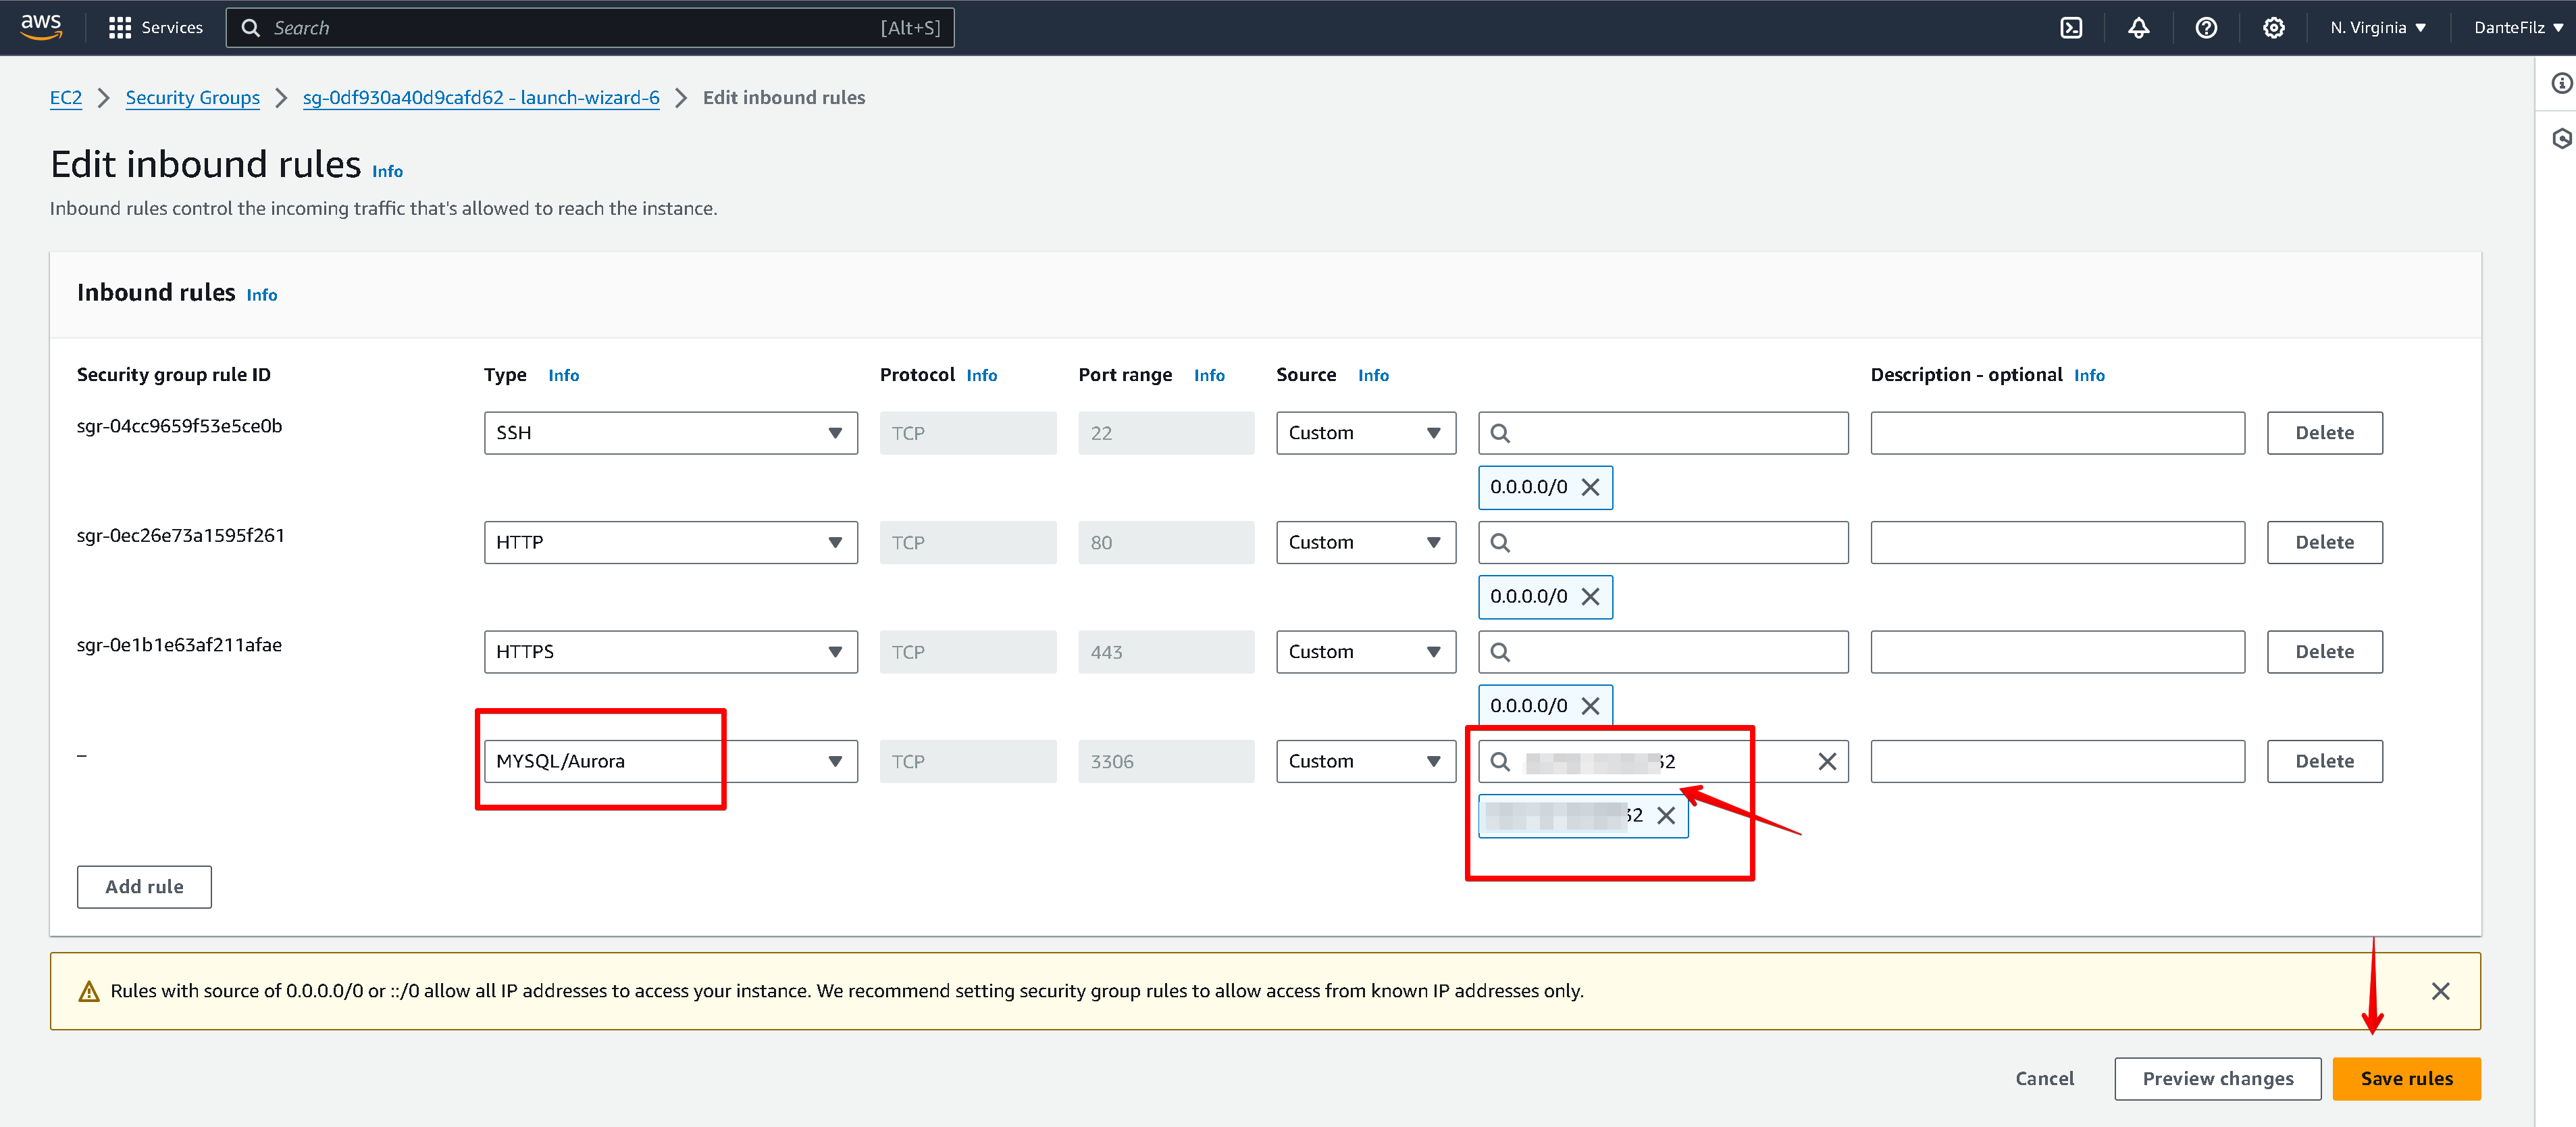 aws Services Search [Alt+S] N. Virginia DanteFilz
EC2 Security Groups sg-0df930a40d9cafd62 - launch-wizard-6 Edit inbound rules
Edit inbound rules Info
Inbound rules control the incoming traffic that's allowed to reach the instance.
Inbound rules Info
Security group rule ID Type Info Protocol Info Port range Info Source Info Description - optional Info
sgr-04cc9659f53e5ce0b SSH TCP 22 Custom Delete
0.0.0.0/0
sgr-0ec26e73a1595f261 HTTP TCP 80 Custom Delete
0.0.0.0/0
sgr-0e1b1e63af211afae HTTPS TCP 443 Custom Delete
0.0.0.0/0
– MYSQL/Aurora TCP 3306 Custom Delete
Add rule
Rules with source of 0.0.0.0/0 or ::/0 allow all IP addresses to access your instance. We recommend setting security group rules to allow access from known IP addresses only.
Cancel Preview changes Save rules